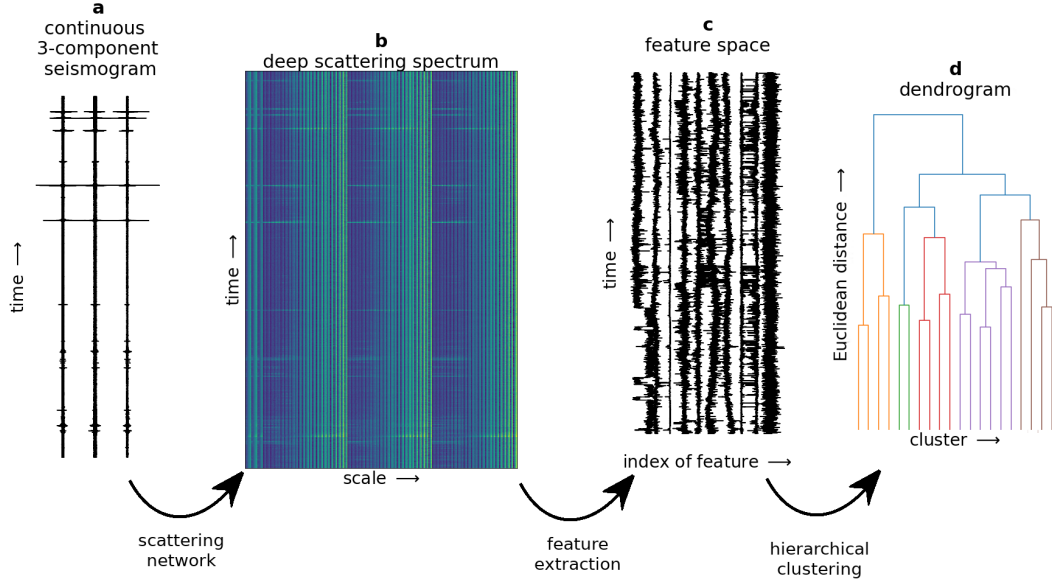 a
continuous
3-component
seismogram
time →
b
deep scattering spectrum
time →
scale →
c
feature space
time →
index of feature →
d
dendrogram
Euclidean distance →
cluster →
scattering
network
feature
extraction
hierarchical
clustering